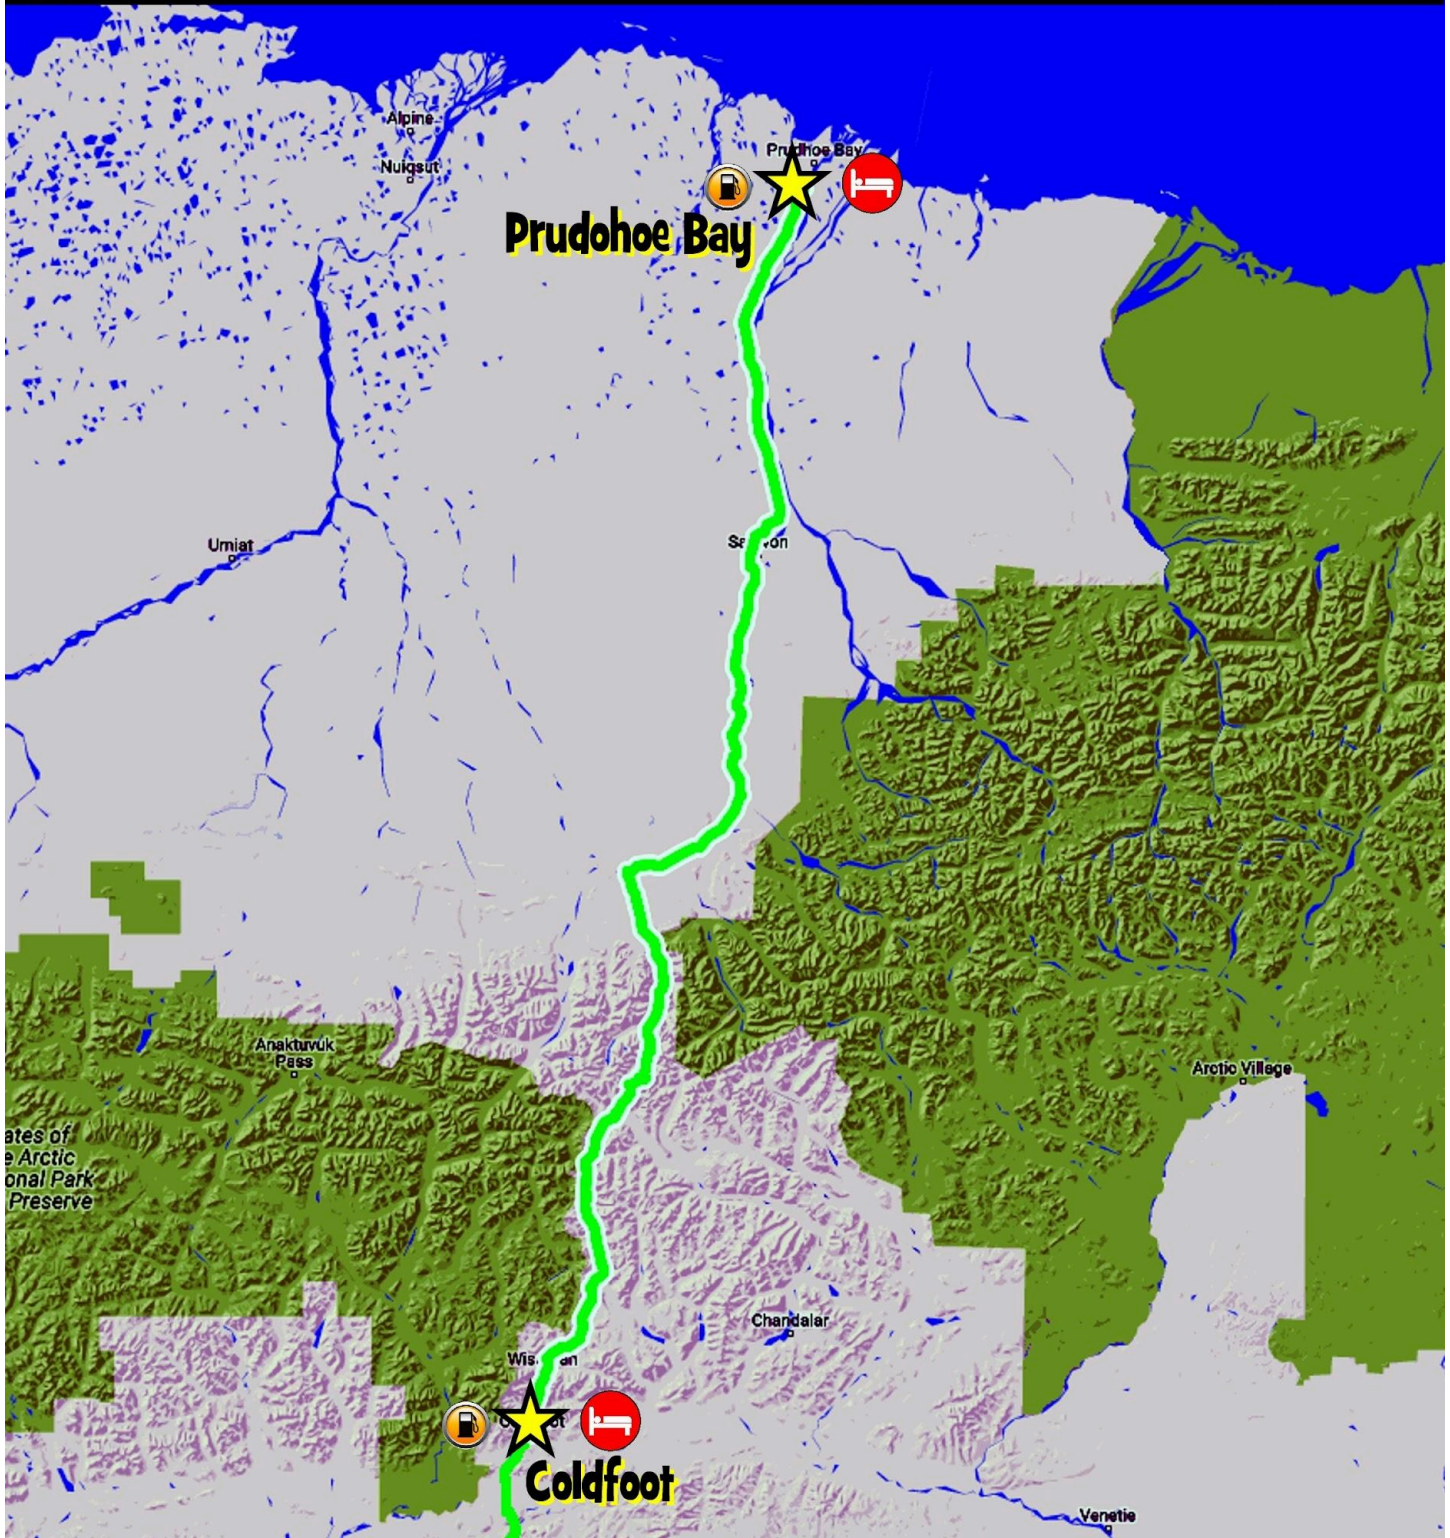 Alpine
Nuiqsut
Prudhoe Bay
Prudohoe Bay
Umiat
Anaktuvuk
Pass
Arctic Village
ates of
e Arctic
onal Park
Preserve
Chandalar
Coldfoot
Venetie